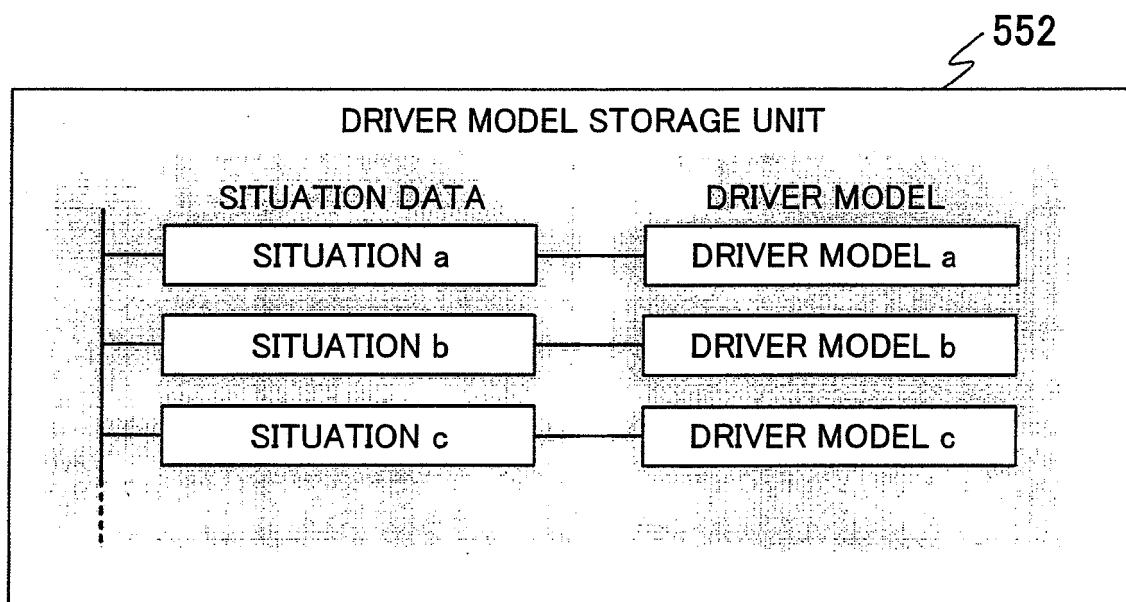 552
DRIVER MODEL STORAGE UNIT
SITUATION DATA DRIVER MODEL
SITUATION a DRIVER MODEL a
SITUATION b DRIVER MODEL b
SITUATION c DRIVER MODEL c